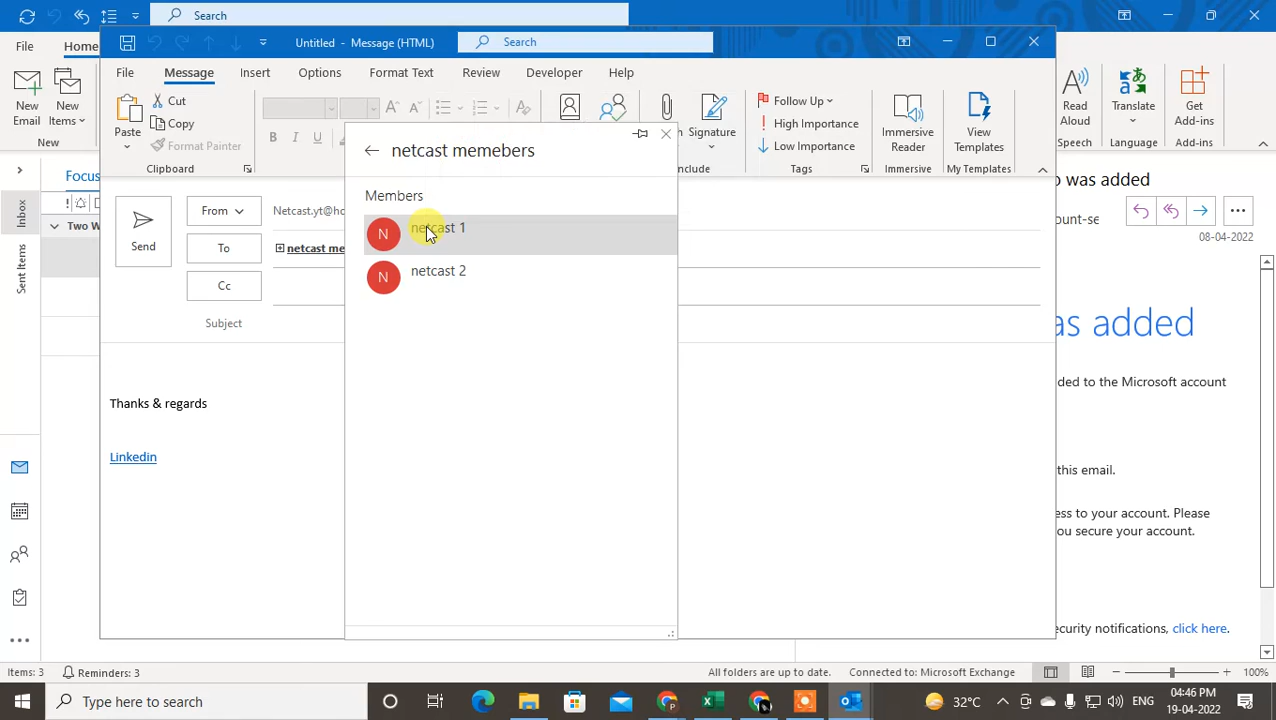 Search
Untitled - Message (HTML)
Search
File
Home
File
Message
Insert
Options
Format Text
Review
Developer
Help
New Email
New Items
New
Paste
Cut
Copy
Format Painter
Clipboard
B I U
Signature
Follow Up
High Importance
Low Importance
Tags
Immersive Reader
Immersive
View Templates
My Templates
Read Aloud
Speech
Translate
Language
Get Add-ins
Add-ins
netcast memebers
Members
N
netcast 1
N
netcast 2
Focus
Two W
Inbox
Sent Items
Send
From
Netcast.yt@ho
To
netcast me
Cc
Subject
Thanks & regards
Linkedin
o was added
ount-se
08-04-2022
as added
ded to the Microsoft account
this email.
ess to your account. Please
u secure your account.
curity notifications, click here.
Items: 3
Reminders: 3
All folders are up to date.
Connected to: Microsoft Exchange
100%
Type here to search
32°C
ENG
04:46 PM
19-04-2022